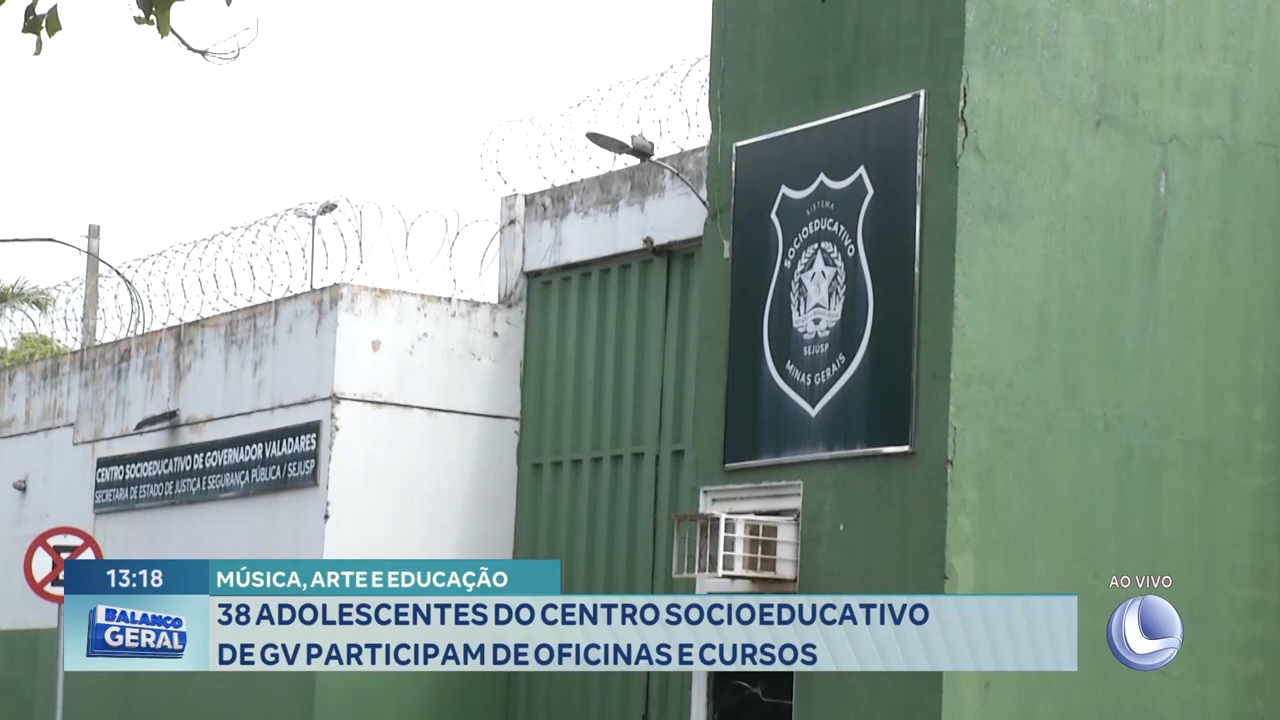 SISTEMA
SOCIOEDUCATIVO
SEJUSP
MINAS GERAIS
CENTRO SOCIOEDUCATIVO DE GOVERNADOR VALADARES
SECRETARIA DE ESTADO DE JUSTIÇA E SEGURANÇA PÚBLICA / SEJUSP
13:18
MÚSICA, ARTE E EDUCAÇÃO
BALANÇO
GERAL
38 ADOLESCENTES DO CENTRO SOCIOEDUCATIVO
DE GV PARTICIPAM DE OFICINAS E CURSOS
AO VIVO